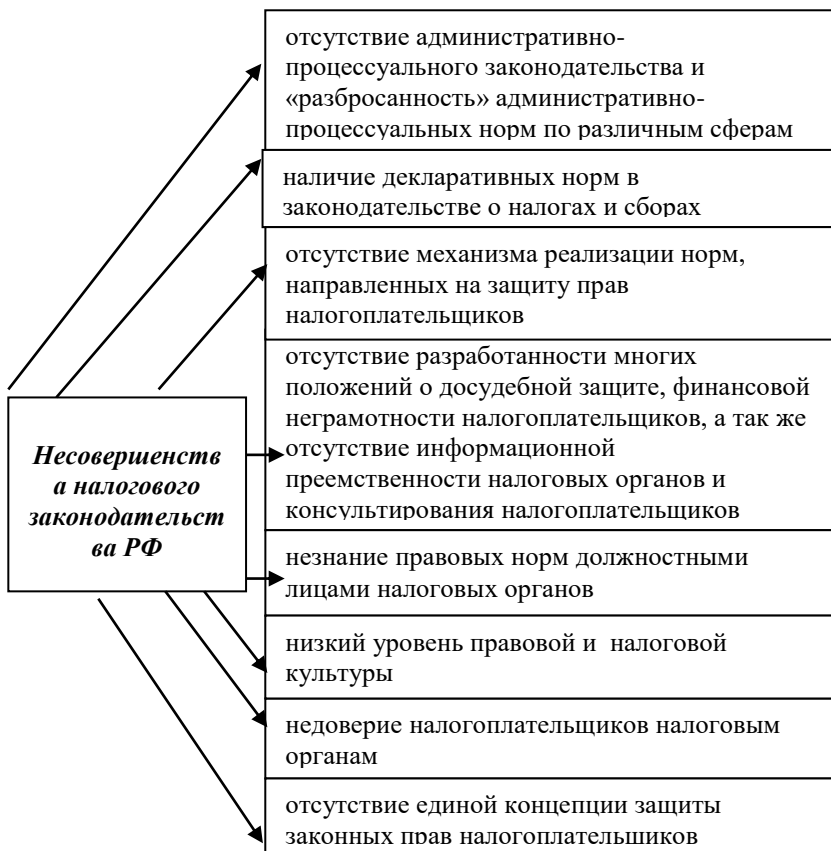 отсутствие административно-
процессуального законодательства и
«разбросанность» административно-
процессуальных норм по различным сферам
наличие декларативных норм в
законодательстве о налогах и сборах
отсутствие механизма реализации норм,
направленных на защиту прав
налогоплательщиков
отсутствие разработанности многих
положений о досудебной защите, финансовой
неграмотности налогоплательщиков, а так же
отсутствие информационной
преемственности налоговых органов и
консультирования налогоплательщиков
Несовершенств
а налогового
законодательст
ва РФ
незнание правовых норм должностными
лицами налоговых органов
низкий уровень правовой и налоговой
культуры
недоверие налогоплательщиков налоговым
органам
отсутствие единой концепции защиты
законных прав налогоплательщиков